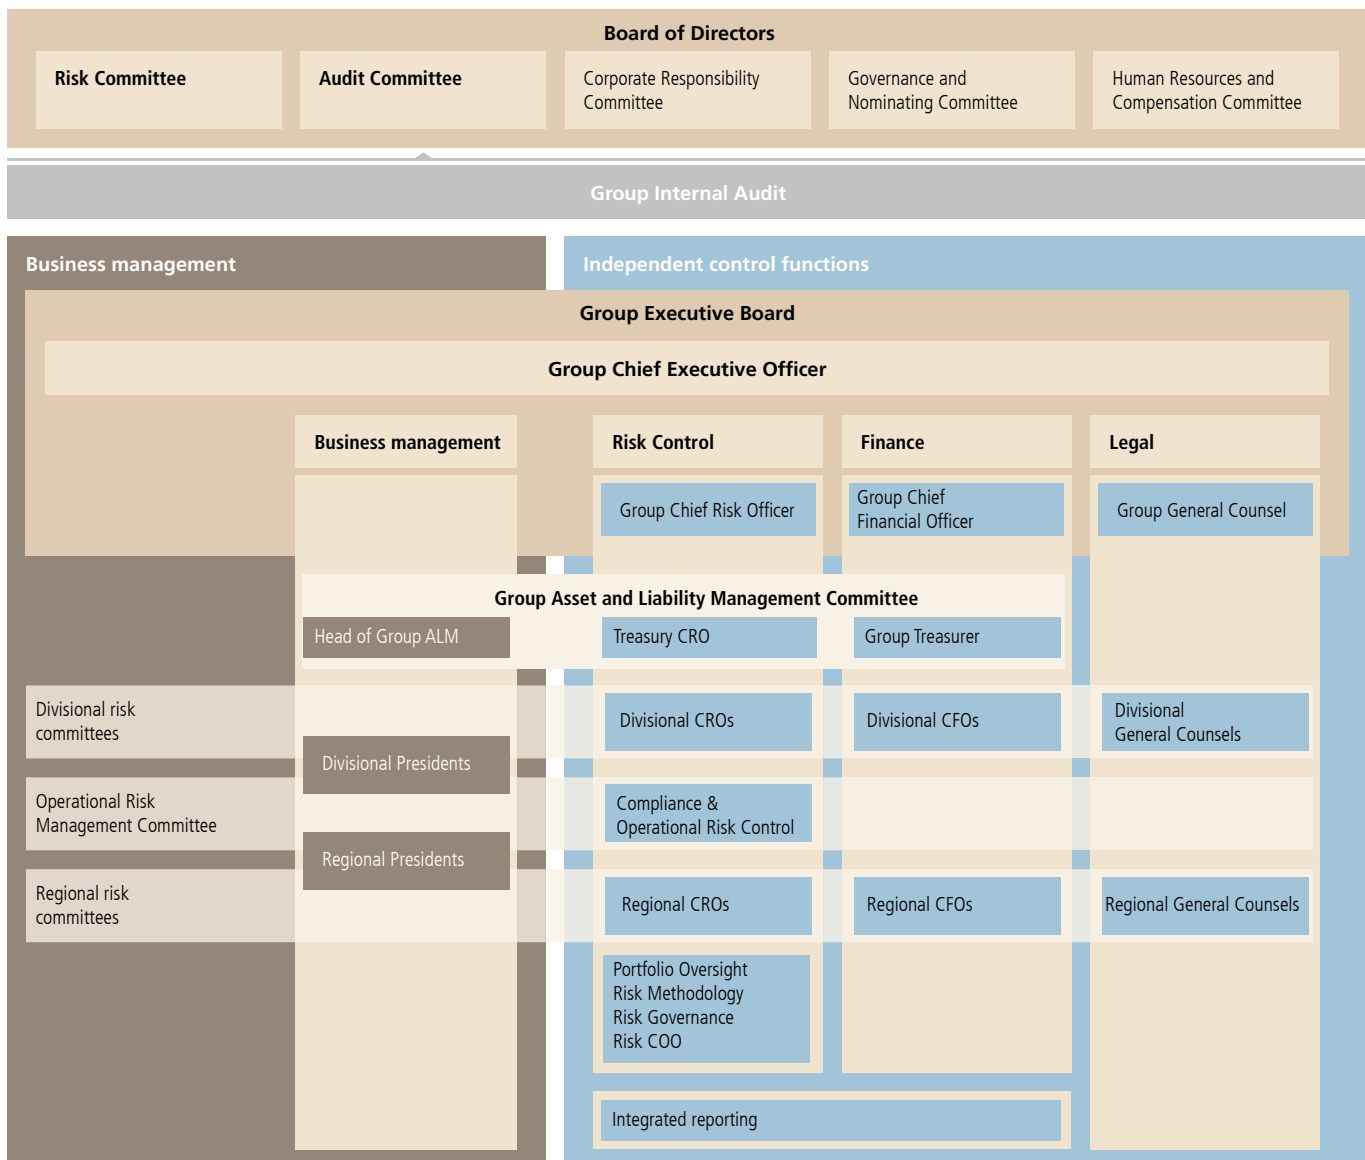 Board of Directors
Risk Committee
Audit Committee
Corporate Responsibility
Committee
Governance and
Nominating Committee
Human Resources and
Compensation Committee
Group Internal Audit
Business management
Independent control functions
Group Executive Board
Group Chief Executive Officer
Business management
Risk Control
Finance
Legal
Group Chief Risk Officer
Group Chief
Financial Officer
Group General Counsel
Group Asset and Liability Management Committee
Head of Group ALM
Treasury CRO
Group Treasurer
Divisional risk
committees
Divisional Presidents
Divisional CROs
Divisional CFOs
Divisional
General Counsels
Operational Risk
Management Committee
Compliance &
Operational Risk Control
Regional Presidents
Regional risk
committees
Regional CROs
Regional CFOs
Regional General Counsels
Portfolio Oversight
Risk Methodology
Risk Governance
Risk COO
Integrated reporting